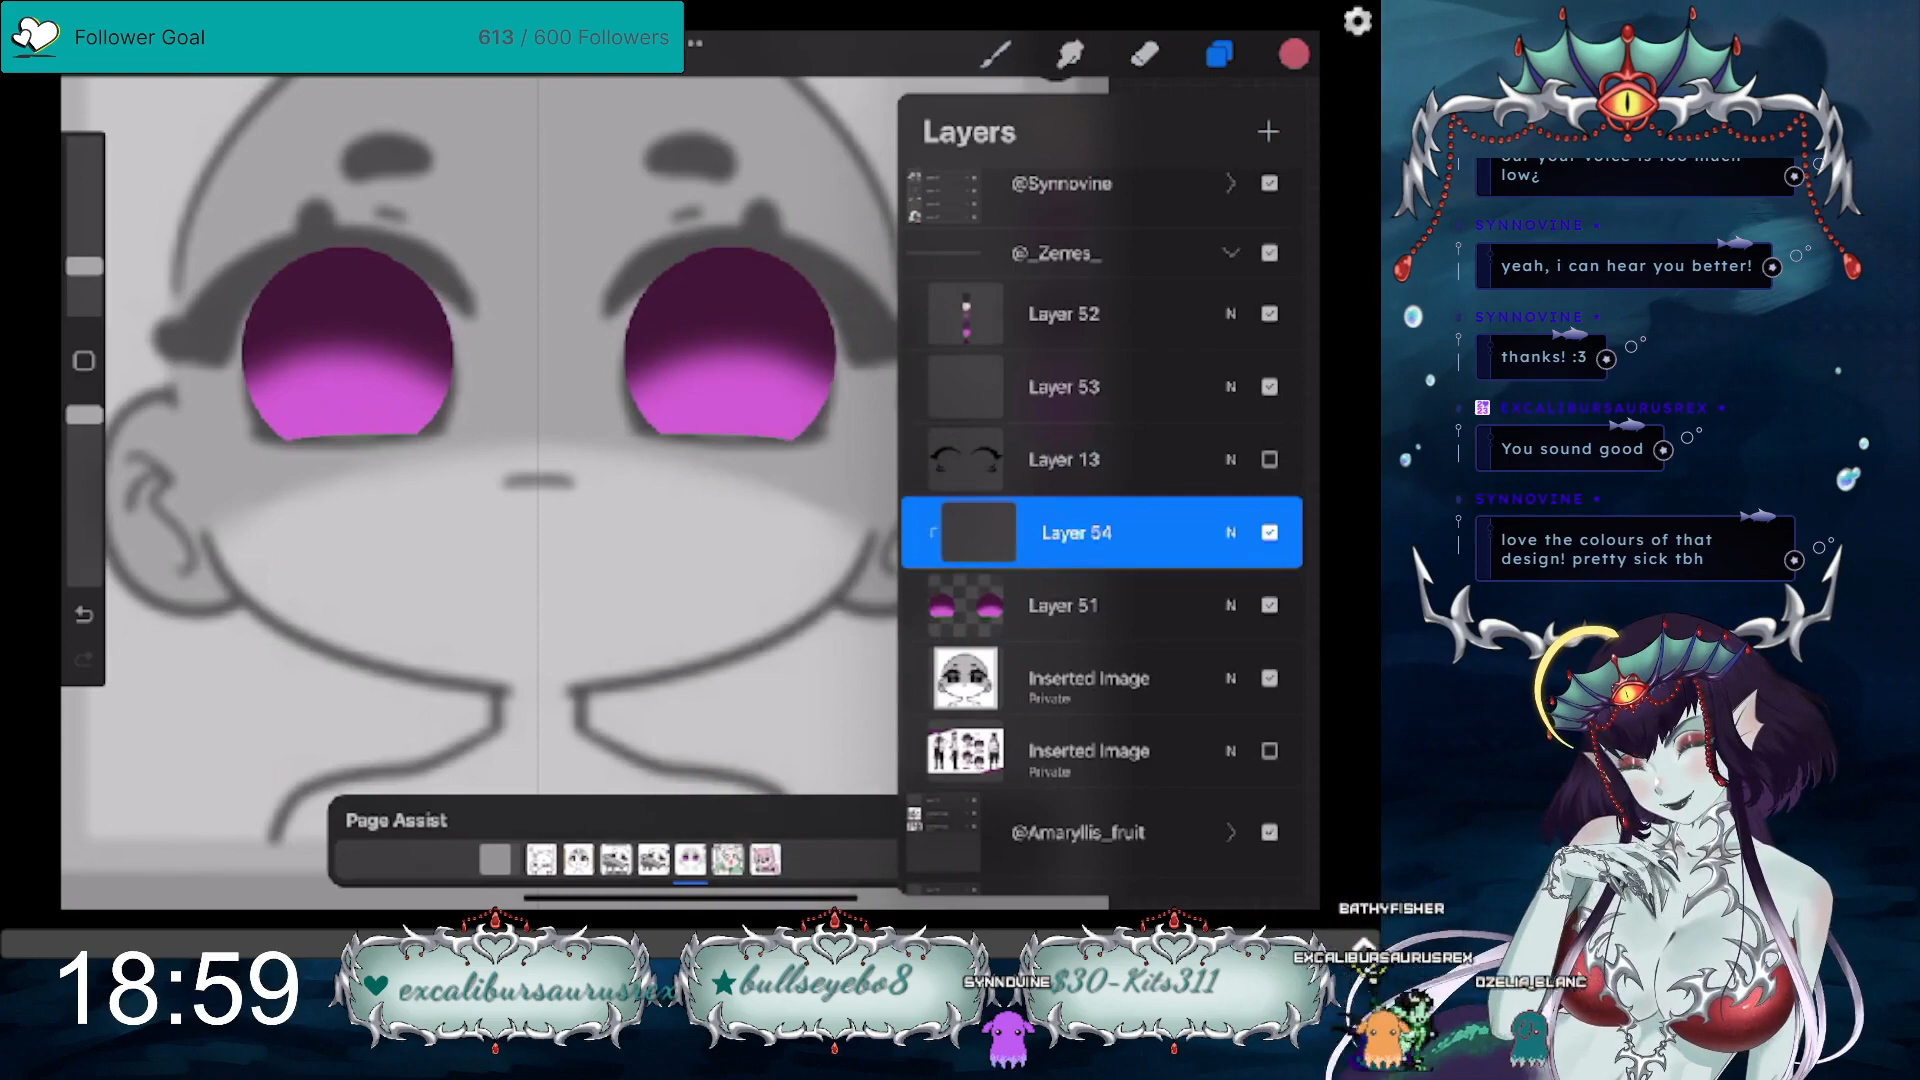 Follower Goal
613 / 600 Followers
Layers
@Synnovine
@_Zerres_
Layer 52 N
Layer 53 N
Layer 13 N
Layer 54 N
Layer 51 N
Inserted Image N
Private
Inserted Image N
Private
@Amaryllis_fruit
Page Assist
low¿
SYNNOVINE
yeah, i can hear you better!
SYNNOVINE
thanks! :3
EXCALIBURSAURUSREX
You sound good
SYNNOVINE
love the colours of that
design! pretty sick tbh
BATHYFISHER
EXCALIBURSAURUSREX
OZELIA_BLANC
SYNNOVINE
18:59
excalibursaurusrex
bullseyebo8
$30-Kits311